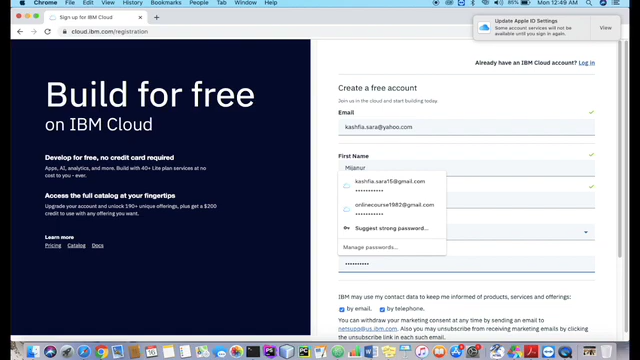 Chrome File Edit View History Bookmarks People Tab Window Help
85% Mon 12:49 AM
Sign up for IBM Cloud
cloud.ibm.com/registration
Update Apple ID Settings
Some account services will not be
available until you sign in again.
View
Already have an IBM Cloud account? Log in
Build for free
on IBM Cloud
Develop for free, no credit card required
Apps, AI, analytics, and more. Build with 40+ Lite plan services at no
cost to you - ever.
Access the full catalog at your fingertips
Upgrade your account and unlock 190+ unique offerings, plus get a $200
credit to use with any offering you want.
Learn more
Pricing Catalog Docs
Create a free account
Join us in the cloud and start building today.
Email
kashfia.sara@yahoo.com
First Name
Mijanur
kashfia.sara15@gmail.com
onlinecourse1982@gmail.com
Suggest strong password...
Manage passwords...
IBM may use my contact data to keep me informed of products, services and offerings:
by email. by telephone.
You can withdraw your marketing consent at any time by sending an email to
netsupp@us.ibm.com. Also you may unsubscribe from receiving marketing emails by clicking
the unsubscribe link in each such email.